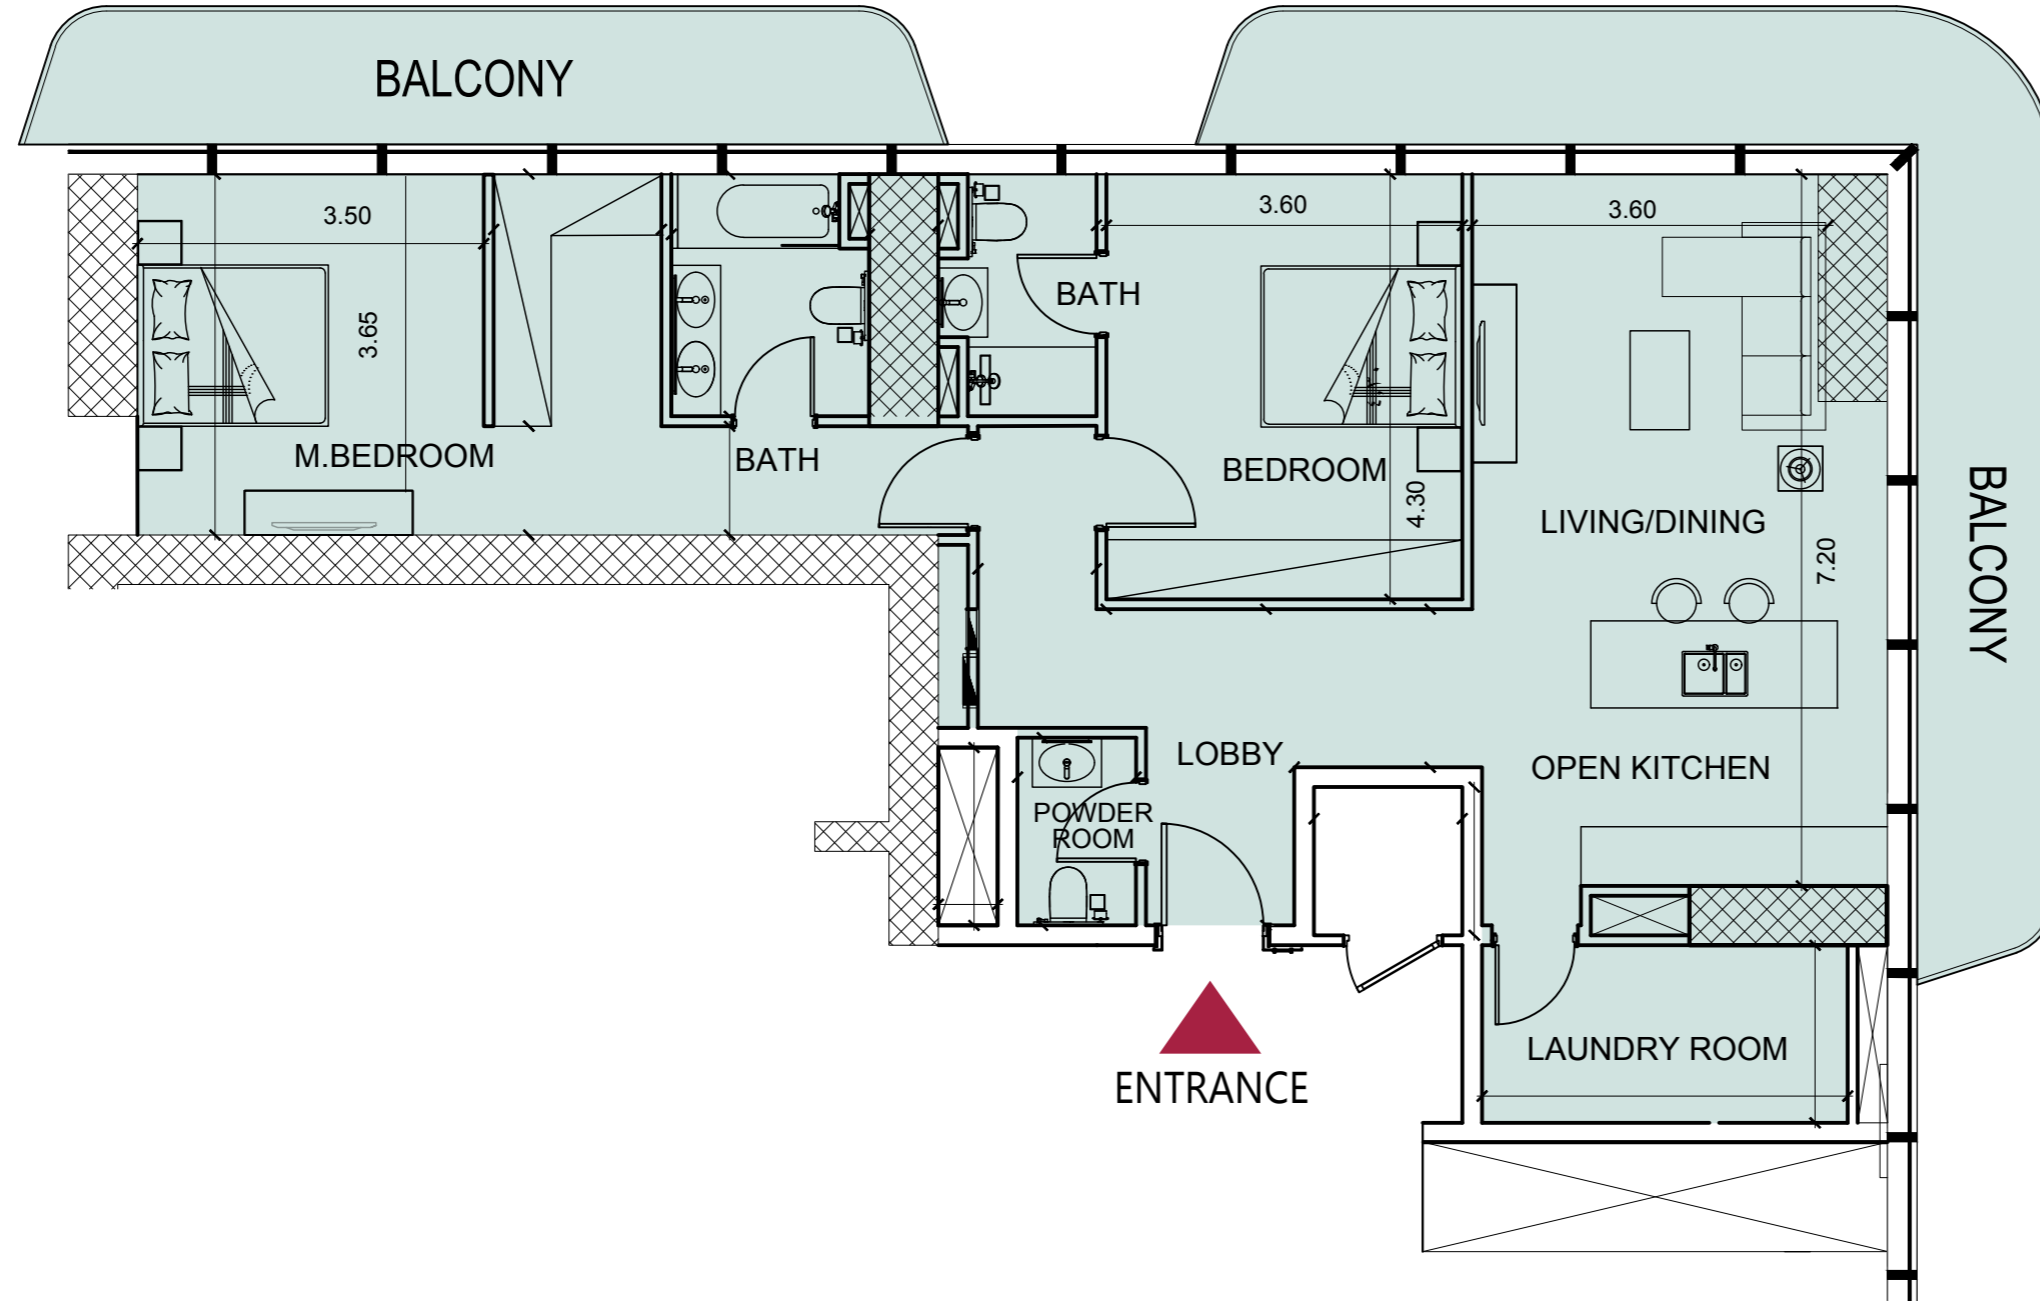 BALCONY
3.50
3.60
3.60
BATH
3.65
M.BEDROOM
BATH
BEDROOM
4.30
LIVING/DINING
BALCONY
7.20
LOBBY
OPEN KITCHEN
POWDER
ROOM
LAUNDRY ROOM
ENTRANCE